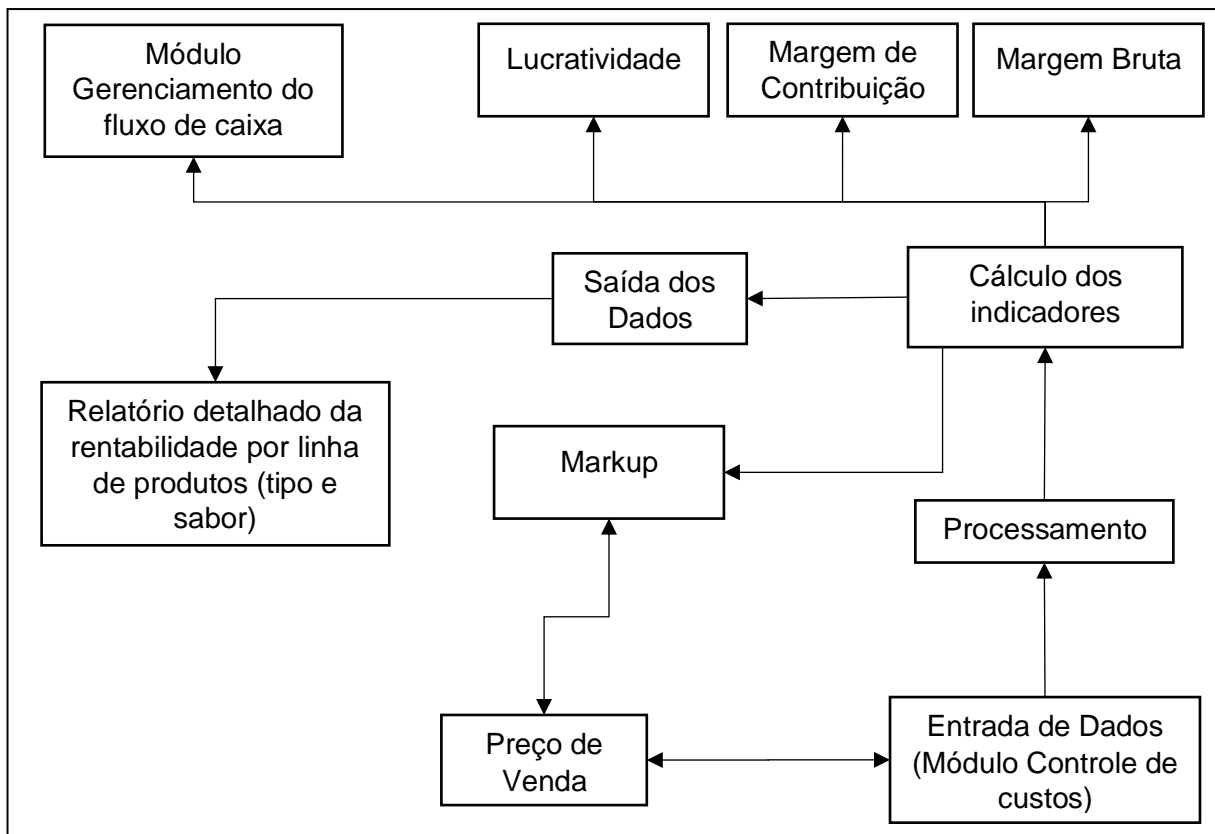 Módulo
Gerenciamento do
fluxo de caixa
Lucratividade
Margem de
Contribuição
Margem Bruta
Saída dos
Dados
Cálculo dos
indicadores
Relatório detalhado da
rentabilidade por linha
de produtos (tipo e
sabor)
Markup
Processamento
Preço de
Venda
Entrada de Dados
(Módulo Controle de
custos)